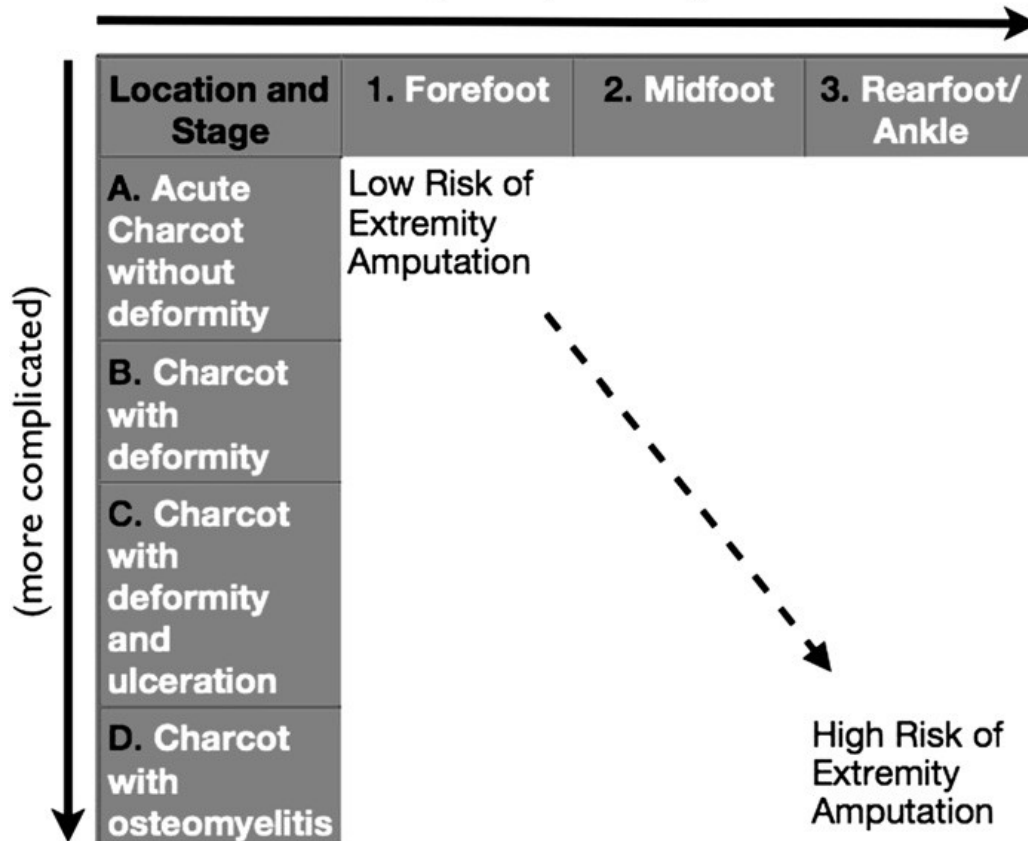 Location and Stage
1. Forefoot
2. Midfoot
3. Rearfoot/
Ankle
(more complicated)
A. Acute
Charcot
without
deformity
Low Risk of
Extremity
Amputation
B. Charcot
with
deformity
C. Charcot
with
deformity
and
ulceration
D. Charcot
with
osteomyelitis
High Risk of
Extremity
Amputation